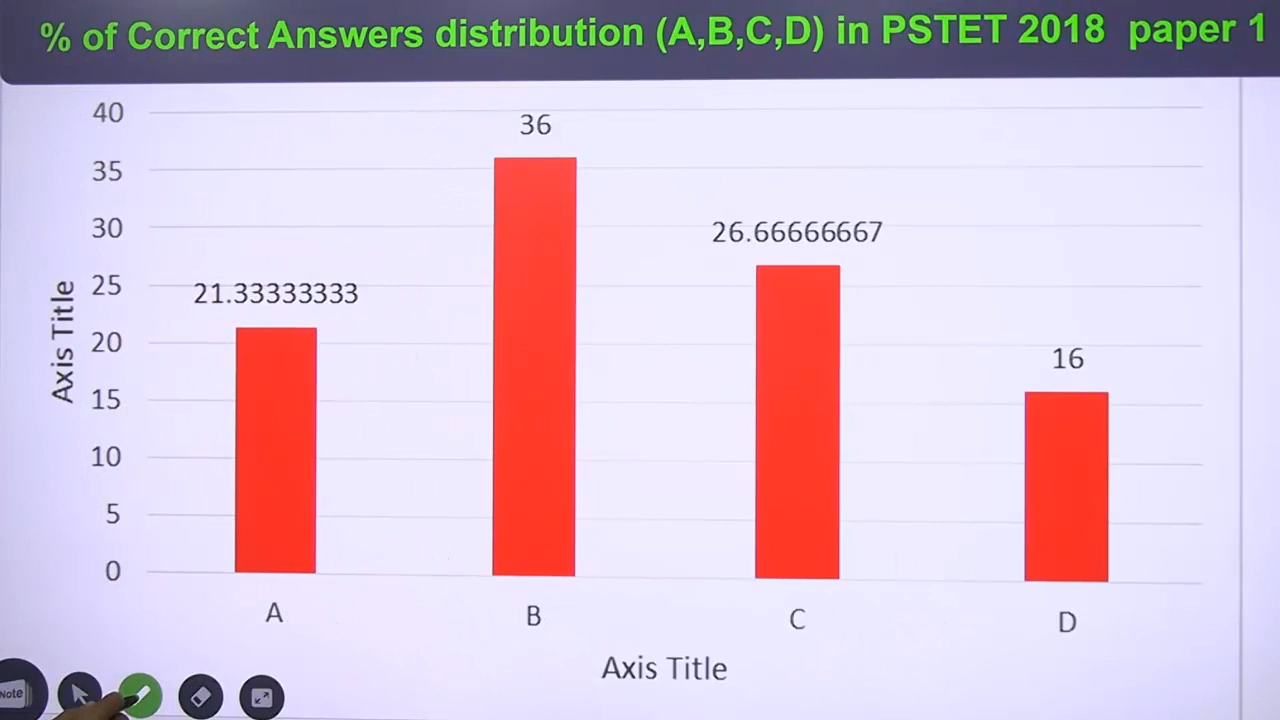 % of Correct Answers distribution (A,B,C,D) in PSTET 2018 paper 1
40
35
30
25
20
15
10
5
0
Axis Title
21.33333333
36
26.66666667
16
A
B
C
D
Axis Title
Note